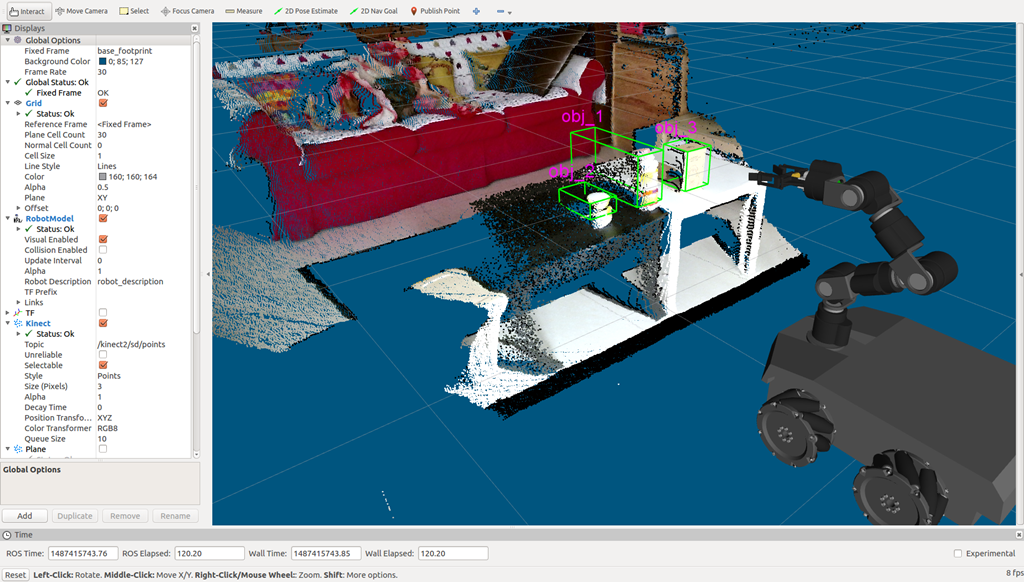 Interact Move Camera Select Focus Camera Measure 2D Pose Estimate 2D Nav Goal Publish Point
Displays
Global Options
Fixed Frame base_footprint
Background Color 0; 85; 127
Frame Rate 30
Global Status: Ok
Fixed Frame OK
Grid
Status: Ok
Reference Frame <Fixed Frame>
Plane Cell Count 30
Normal Cell Count 0
Cell Size 1
Line Style Lines
Color 160; 160; 164
Alpha 0.5
Plane XY
Offset 0; 0; 0
RobotModel
Status: Ok
Visual Enabled
Collision Enabled
Update Interval 0
Alpha 1
Robot Description robot_description
TF Prefix
Links
TF
Kinect
Status: Ok
Topic /kinect2/sd/points
Unreliable
Selectable
Style Points
Size (Pixels) 3
Alpha 1
Decay Time 0
Position Transfo... XYZ
Color Transformer RGB8
Queue Size 10
Plane
Global Options
Add Duplicate Remove Rename
obj_1
obj_3
obj_2
Time
ROS Time: 1487415743.76 ROS Elapsed: 120.20 Wall Time: 1487415743.85 Wall Elapsed: 120.20 Experimental
Reset Left-Click: Rotate. Middle-Click: Move X/Y. Right-Click/Mouse Wheel:: Zoom. Shift: More options. 8 fps